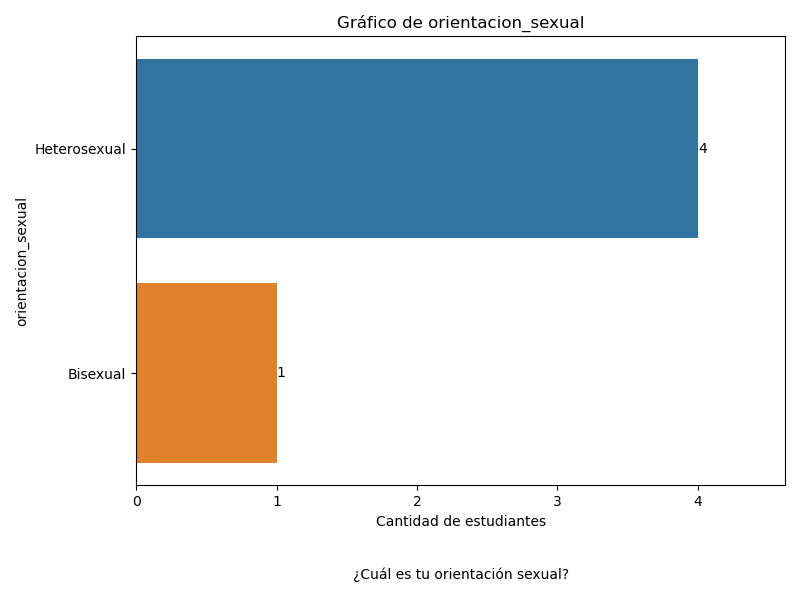 Gráfico de orientacion_sexual
Heterosexual
4
orientacion_sexual
Bisexual
1
0 1 2 3 4
Cantidad de estudiantes
¿Cuál es tu orientación sexual?